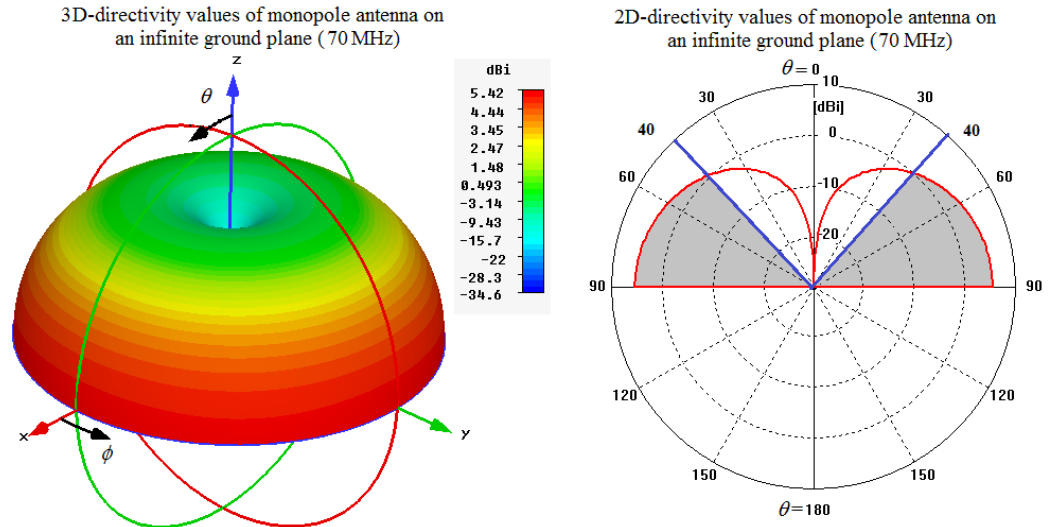 3D-directivity values of monopole antenna on
an infinite ground plane (70 MHz)
z
θ
x
ϕ
y
dBi
5.42
4.44
3.45
2.47
1.48
0.493
-3.14
-9.43
-15.7
-22
-28.3
-34.6
2D-directivity values of monopole antenna on
an infinite ground plane (70 MHz)
θ= 0
10
[dBi]
30
30
40
40
0
60
60
-10
-20
90
90
120
120
150
150
θ=180